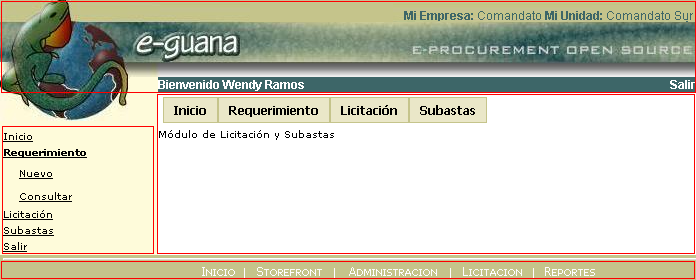 Mi Empresa: Comandato Mi Unidad: Comandato Syr
e-guana
E-PROCUREMENT OPEN SOURCE
Bienvenido Wendy Ramos Salir
Inicio Requerimiento Licitación Subastas
Módulo de Licitación y Subastas
Inicio
Requerimiento
Nuevo
Consultar
Licitación
Subastas
Salir
INICIO | STOREFRONT | ADMINISTRACION | LICITACION | REPORTES